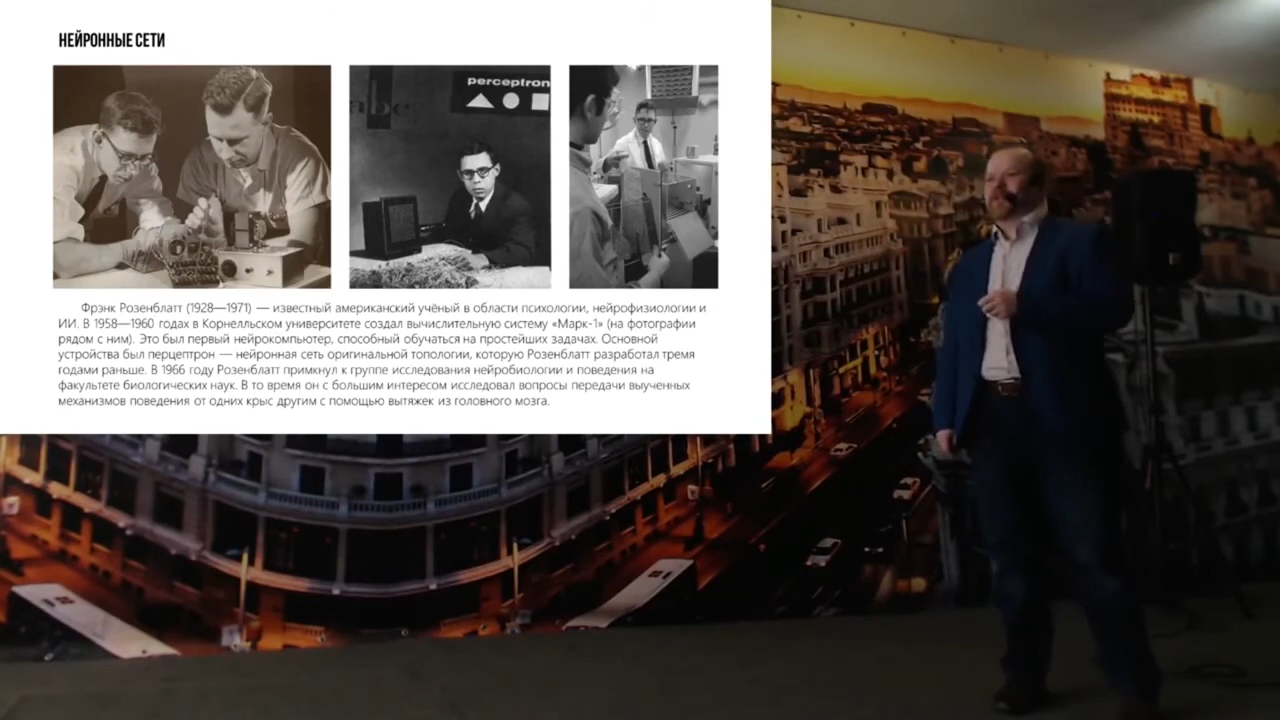 НЕЙРОННЫЕ СЕТИ
abc
perceptron
Фрэнк Розенблатт (1928—1971) — известный американский учёный в области психологии, нейрофизиологии и
ИИ. В 1958—1960 годах в Корнелльском университете создал вычислительную систему «Марк-1» (на фотографии
рядом с ним). Это был первый нейрокомпьютер, способный обучаться на простейших задачах. Основной
устройства был перцептрон — нейронная сеть оригинальной топологии, которую Розенблатт разработал тремя
годами раньше. В 1966 году Розенблатт примкнул к группе исследования нейробиологии и поведения на
факультете биологических наук. В то время он с большим интересом исследовал вопросы передачи выученных
механизмов поведения от одних крыс другим с помощью вытяжек из головного мозга.